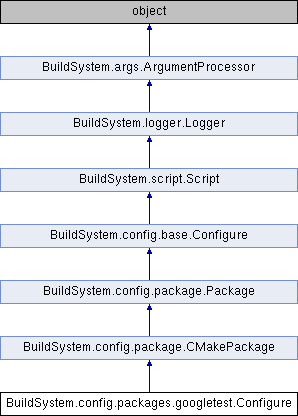 object
BuildSystem.args.ArgumentProcessor
BuildSystem.logger.Logger
BuildSystem.script.Script
BuildSystem.config.base.Configure
BuildSystem.config.package.Package
BuildSystem.config.package.CMakePackage
BuildSystem.config.packages.googletest.Configure